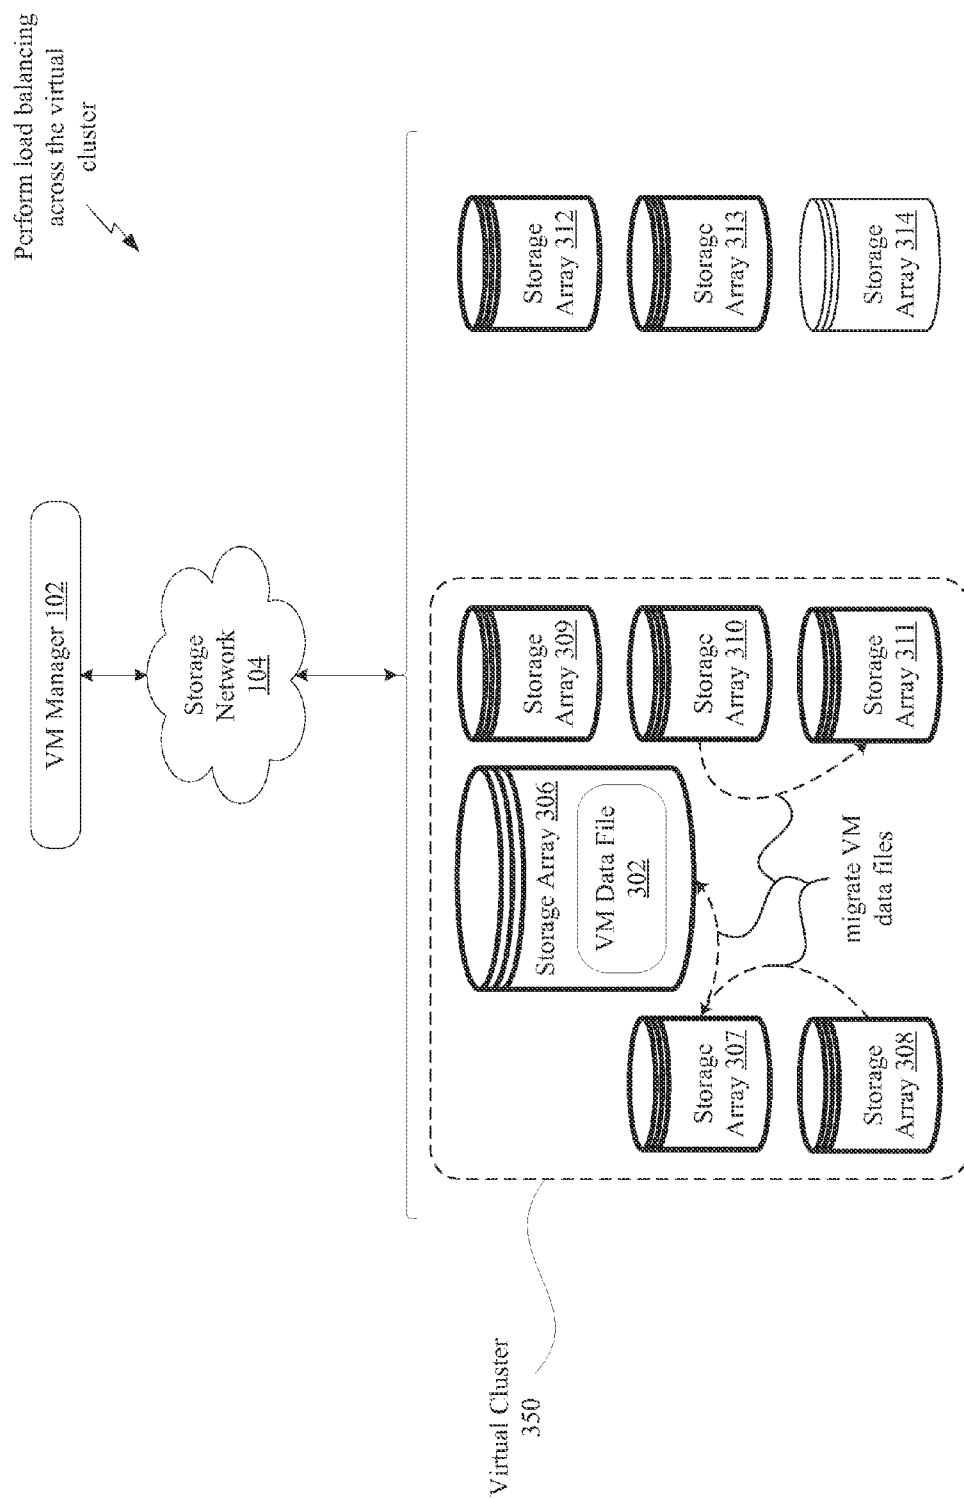 Perform load balancing
across the virtual
cluster
VM Manager 102
Storage
Network
104
Storage Array 306
VM Data File
302
Storage
Array 307
Storage
Array 308
Storage
Array 309
Storage
Array 310
Storage
Array 311
Storage
Array 312
Storage
Array 313
Storage
Array 314
migrate VM
data files
Virtual Cluster
350